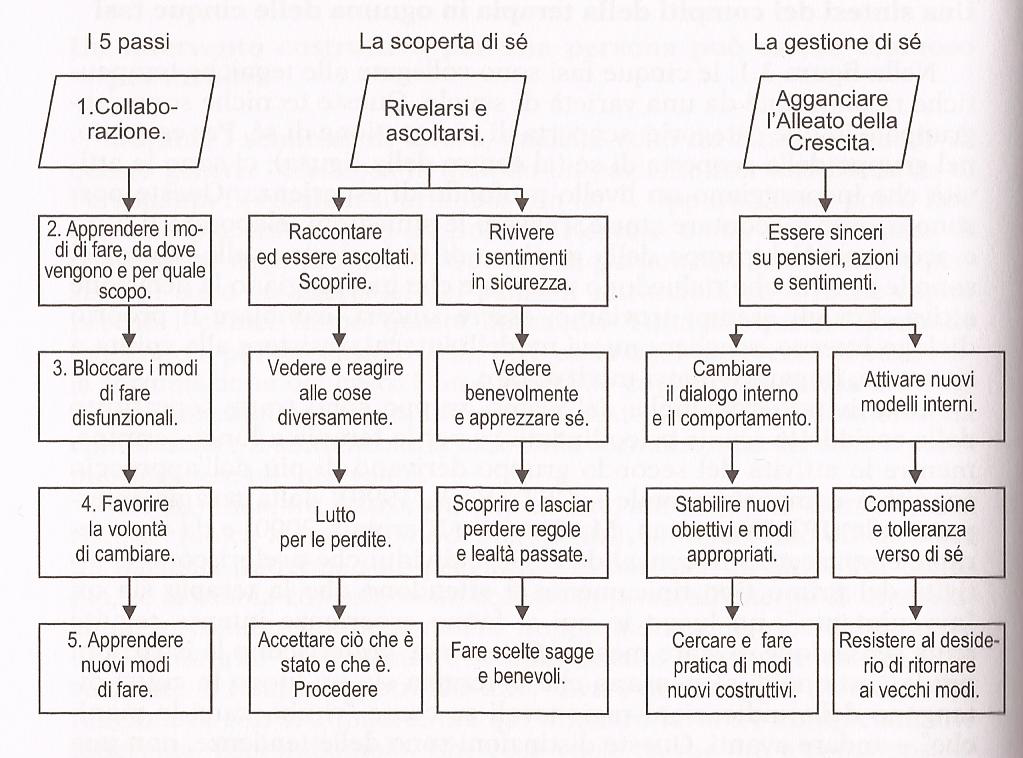 I 5 passi
La scoperta di sé
La gestione di sé
1.Collabo-
razione.
Rivelarsi e
ascoltarsi.
Agganciare
l'Alleato della
Crescita.
2. Apprendere i mo-
di di fare, da dove
vengono e per quale
scopo.
Raccontare
ed essere ascoltati.
Scoprire.
Rivivere
i sentimenti
in sicurezza.
Essere sinceri
su pensieri, azioni
e sentimenti.
3. Bloccare i modi
di fare
disfunzionali.
Vedere e reagire
alle cose
diversamente.
Vedere
benevolmente
e apprezzare sé.
Cambiare
il dialogo interno
e il comportamento.
Attivare nuovi
modelli interni.
4. Favorire
la volontà
di cambiare.
Lutto
per le perdite.
Scoprire e lasciar
perdere regole
e lealtà passate.
Stabilire nuovi
obiettivi e modi
appropriati.
Compassione
e tolleranza
verso di sé
5. Apprendere
nuovi modi
di fare.
Accettare ciò che è
stato e che è.
Procedere
Fare scelte sagge
e benevoli.
Cercare e fare
pratica di modi
nuovi costruttivi.
Resistere al deside-
rio di ritornare
ai vecchi modi.